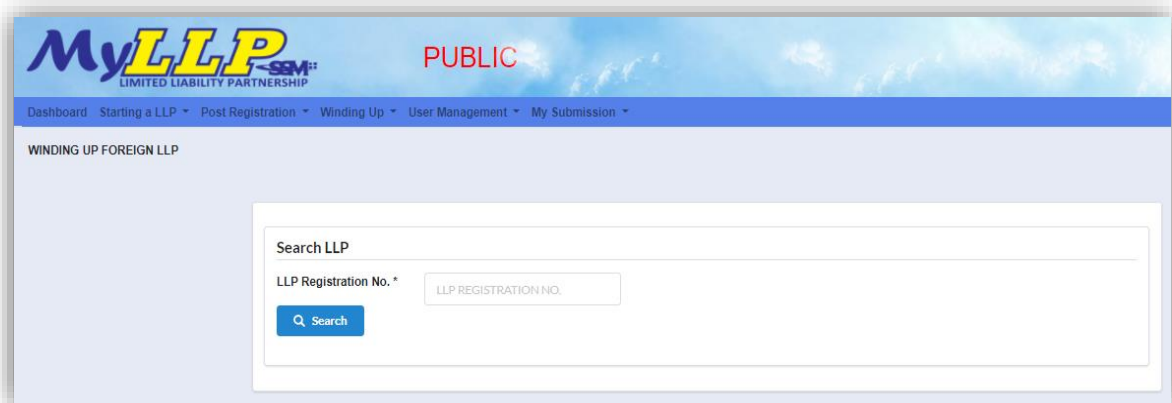 MyLLP
SSM
LIMITED LIABILITY PARTNERSHIP
PUBLIC
Dashboard Starting a LLP Post Registration Winding Up User Management My Submission
WINDING UP FOREIGN LLP
Search LLP
LLP Registration No. *
LLP REGISTRATION NO.
Search